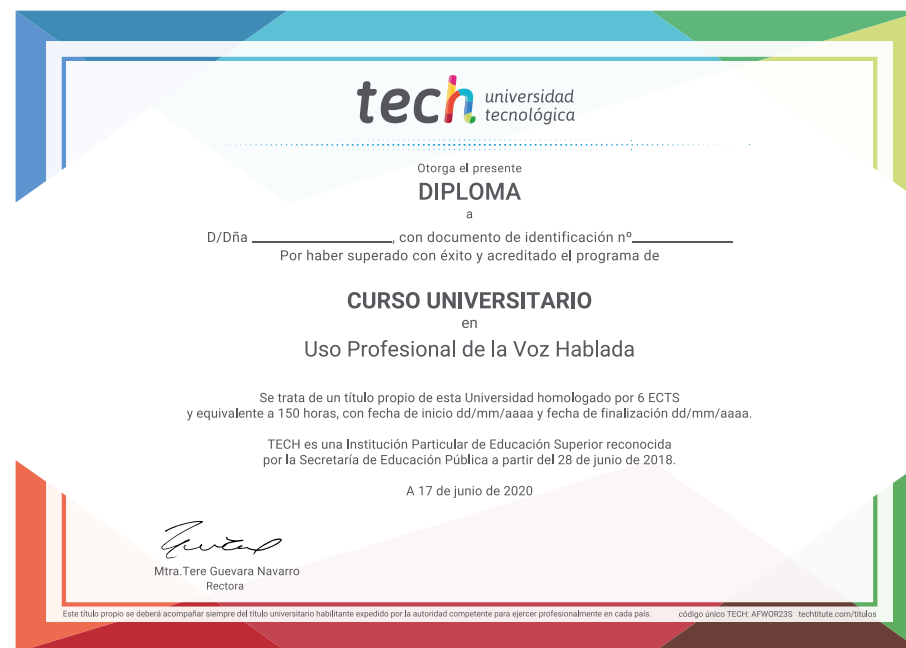 tech universidad
tecnológica
Otorga el presente
DIPLOMA
a
D/Dña ____________________, con documento de identificación nº______________
Por haber superado con éxito y acreditado el programa de
CURSO UNIVERSITARIO
en
Uso Profesional de la Voz Hablada
Se trata de un título propio de esta Universidad homologado por 6 ECTS
y equivalente a 150 horas, con fecha de inicio dd/mm/aaaa y fecha de finalización dd/mm/aaaa.
TECH es una Institución Particular de Educación Superior reconocida
por la Secretaría de Educación Pública a partir del 28 de junio de 2018.
A 17 de junio de 2020
Mtra.Tere Guevara Navarro
Rectora
Este título propio se deberá acompañar siempre del título universitario habilitante expedido por la autoridad competente para ejercer profesionalmente en cada país. código único TECH: AFWOR23S techtitute.com/titulos